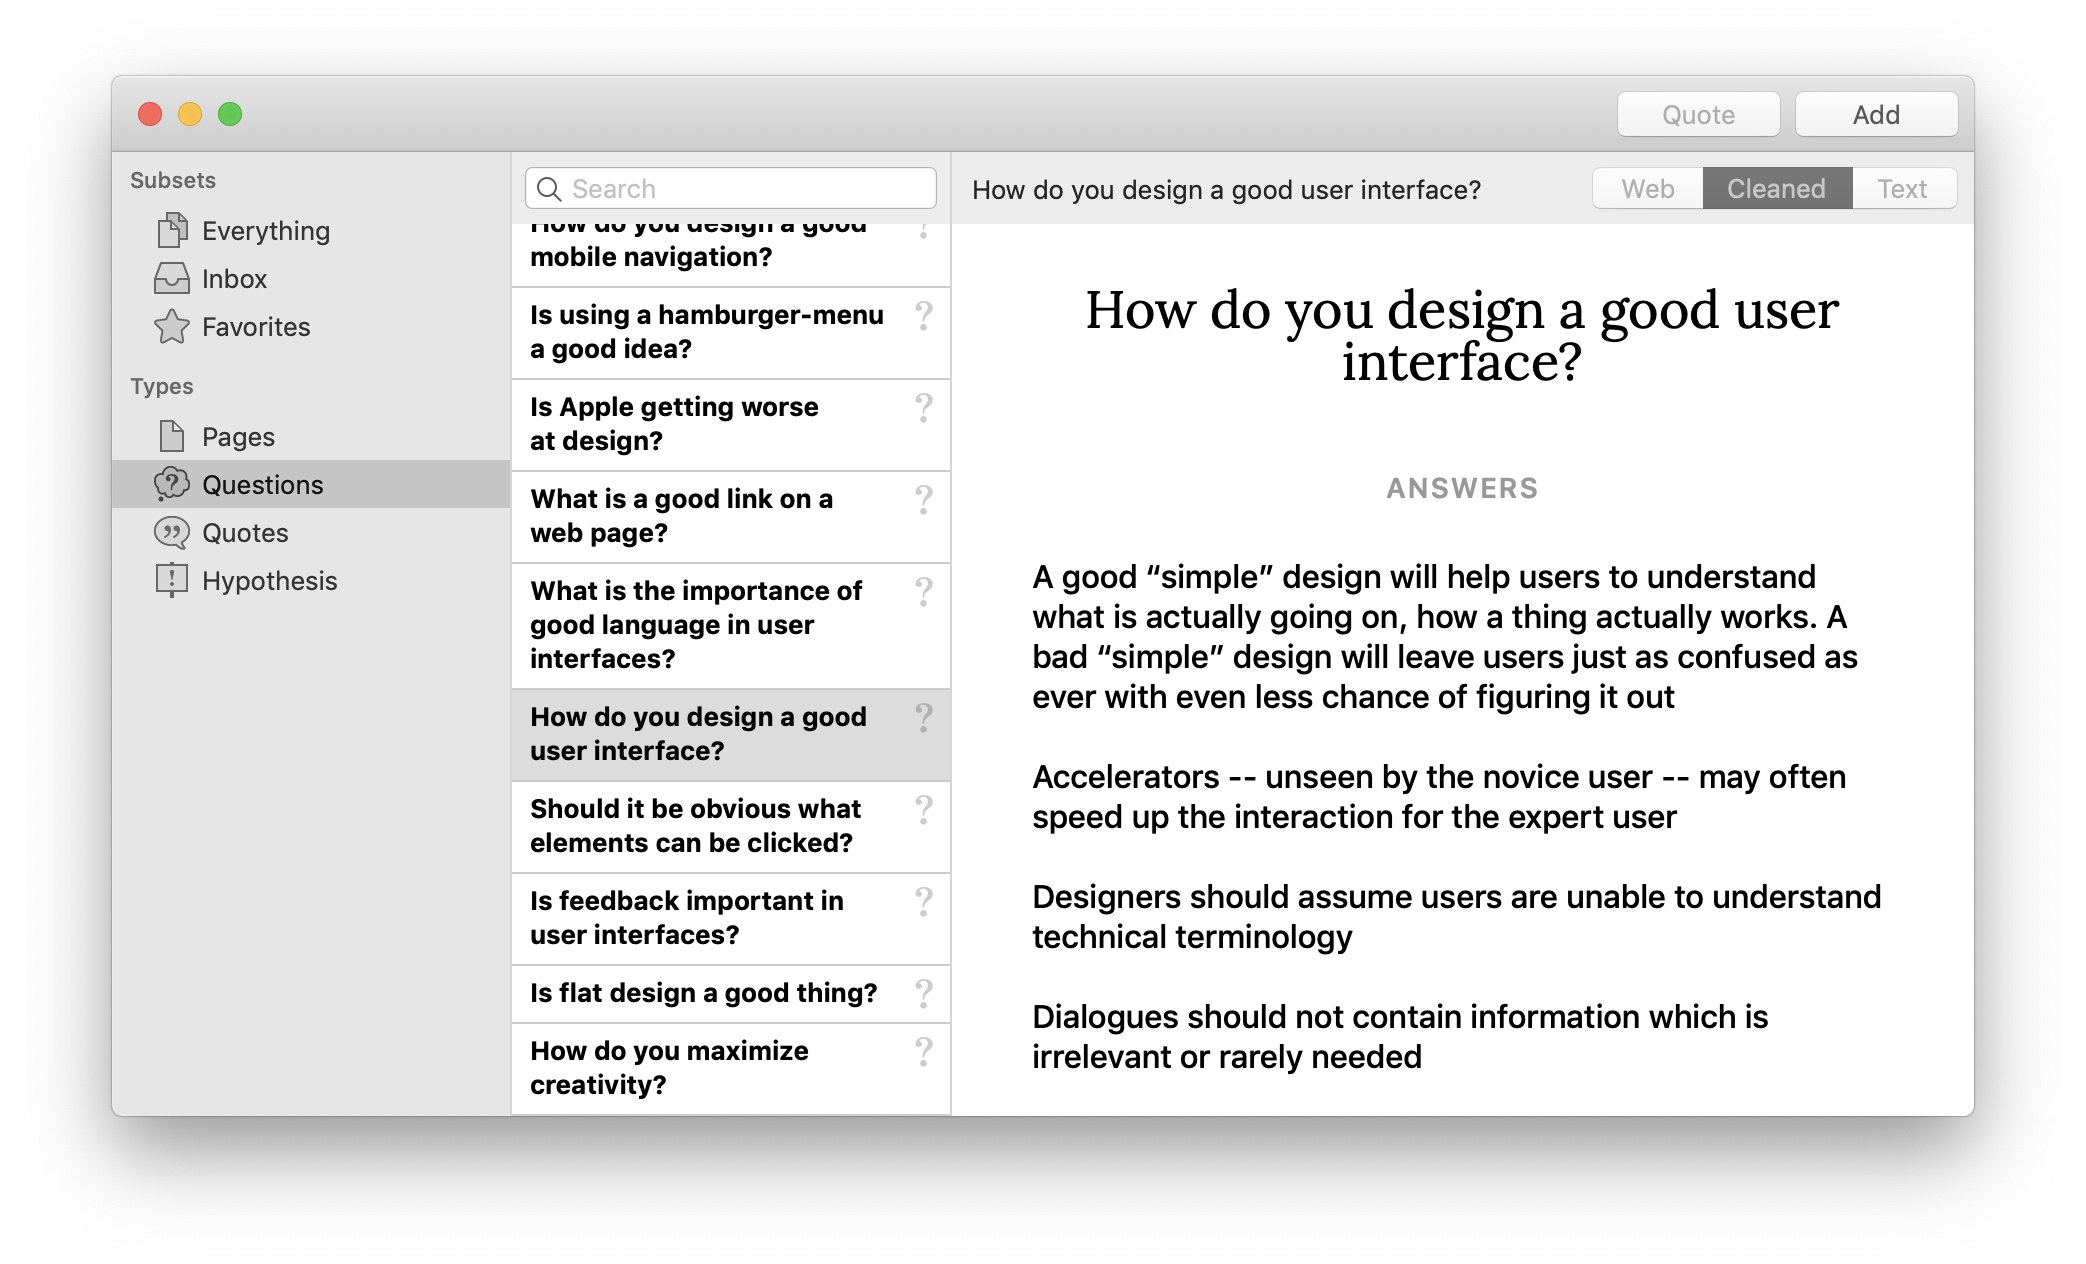 Quote
Add
Subsets
Everything
Inbox
Favorites
Types
Pages
Questions
Quotes
Hypothesis
Search
How do you design a good
mobile navigation?
Is using a hamburger-menu
a good idea?
Is Apple getting worse
at design?
What is a good link on a
web page?
What is the importance of
good language in user
interfaces?
How do you design a good
user interface?
Should it be obvious what
elements can be clicked?
Is feedback important in
user interfaces?
Is flat design a good thing?
How do you maximize
creativity?
How do you design a good user interface?
Web
Cleaned
Text
How do you design a good user
interface?
ANSWERS
A good “simple” design will help users to understand
what is actually going on, how a thing actually works. A
bad “simple” design will leave users just as confused as
ever with even less chance of figuring it out
Accelerators -- unseen by the novice user -- may often
speed up the interaction for the expert user
Designers should assume users are unable to understand
technical terminology
Dialogues should not contain information which is
irrelevant or rarely needed